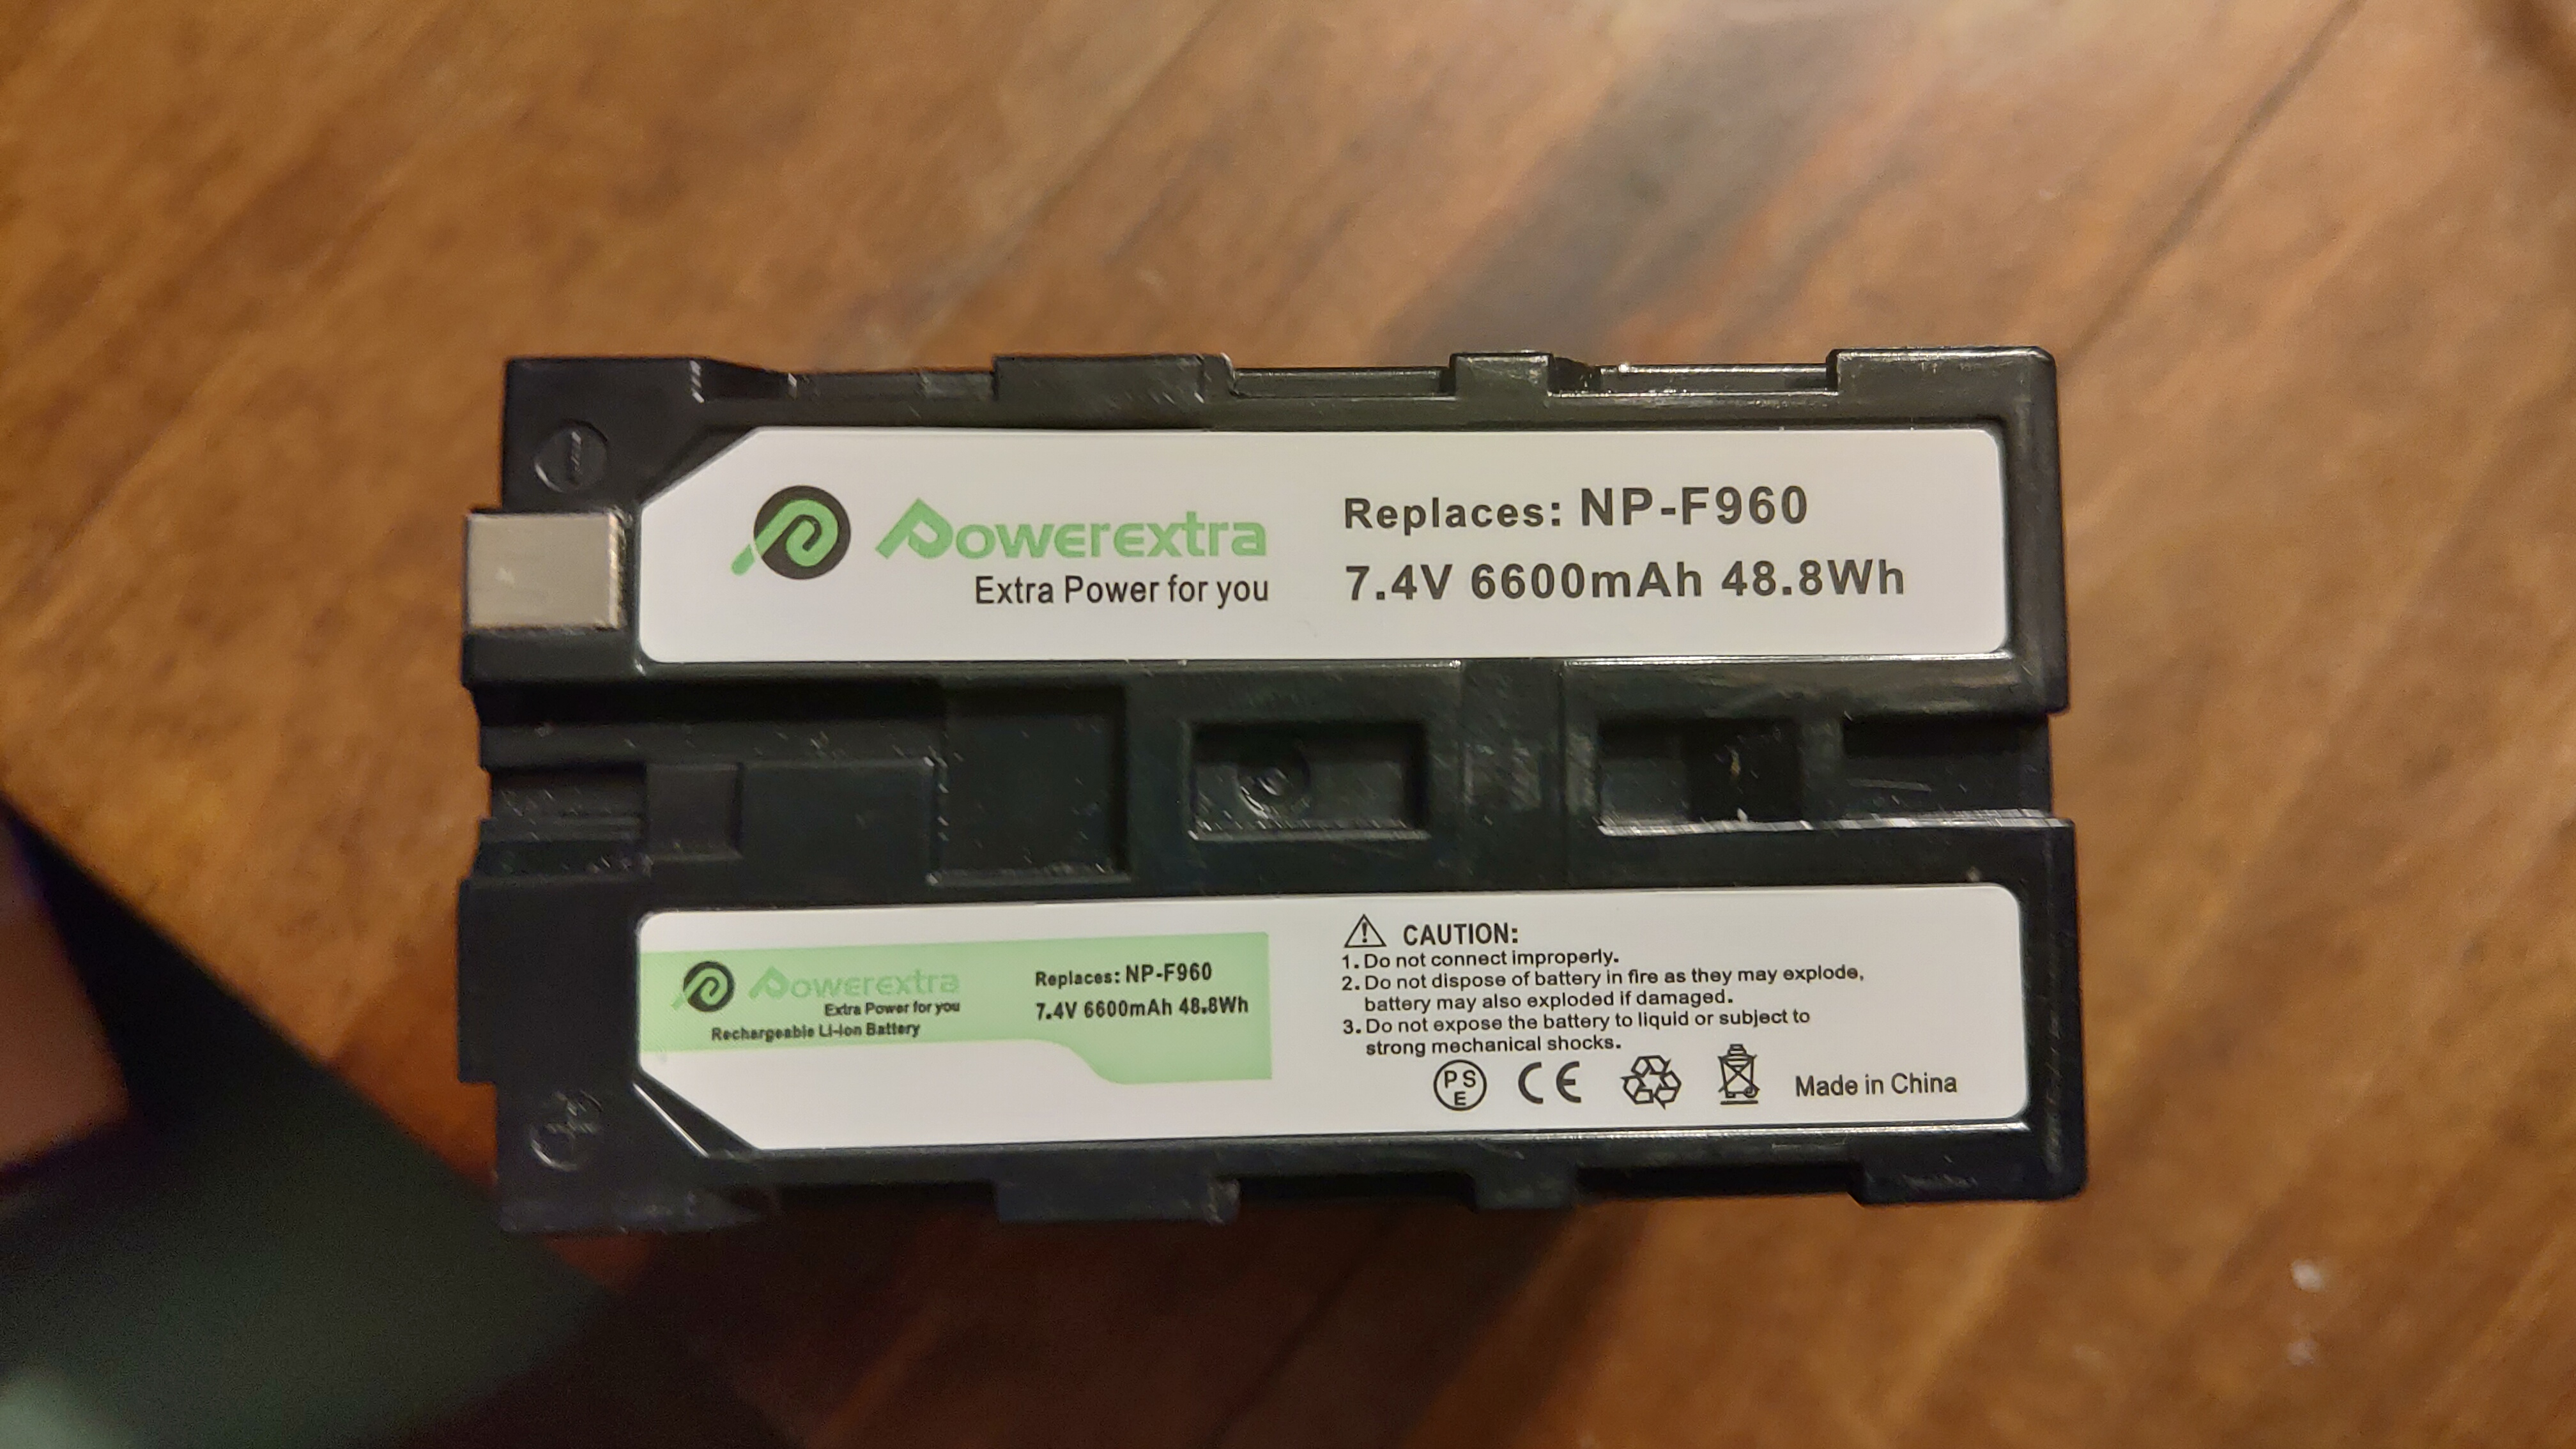 Powerextra
Extra Power for you
Replaces: NP-F960
7.4V 6600mAh 48.8Wh
Powerextra
Extra Power for you
Rechargeable Li-ion Battery
Replaces: NP-F960
7.4V 6600mAh 48.8Wh
CAUTION:
1. Do not connect improperly.
2. Do not dispose of battery in fire as they may explode,
battery may also exploded if damaged.
3. Do not expose the battery to liquid or subject to
strong mechanical shocks.
PSE
CE
Made in China